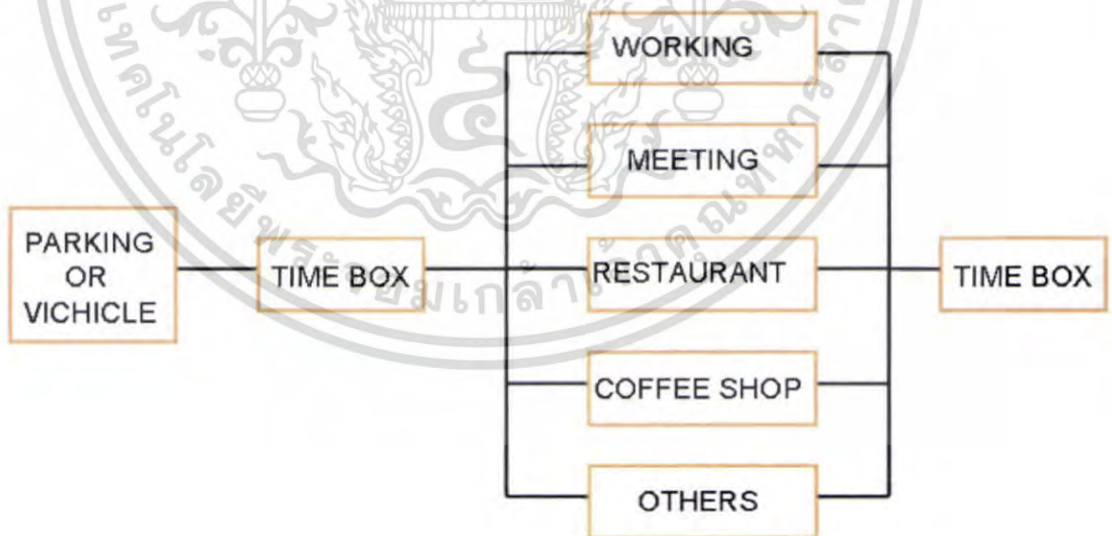 WORKING
MEETING
PARKING
OR
VICHICLE
TIME BOX
RESTAURANT
TIME BOX
COFFEE SHOP
OTHERS